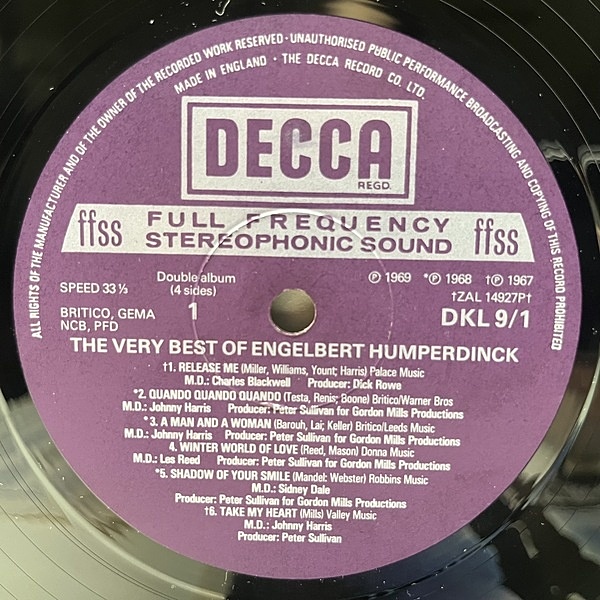 ALL RIGHTS OF THE MANUFACTURER AND OF THE OWNER OF THE RECORDED WORK RESERVED · UNAUTHORISED PUBLIC PERFORMANCE BROADCASTING AND COPYING OF THIS RECORD PROHIBITED
MADE IN ENGLAND · THE DECCA RECORD CO. LTD.
DECCA
REGD.
ffss FULL FREQUENCY ffss
STEREOPHONIC SOUND
Double album ℗ 1969 *℗ 1968 †℗ 1967
SPEED 33 ⅓ (4 sides) †ZAL 14927P†
BRITICO, GEMA 1 DKL 9/1
NCB, PFD
THE VERY BEST OF ENGELBERT HUMPERDINCK
†1. RELEASE ME (Miller, Williams, Yount; Harris) Palace Music
M.D.: Charles Blackwell Producer: Dick Rowe
*2. QUANDO QUANDO QUANDO (Testa, Renis; Boone) Britico/Warner Bros
M.D.: Johnny Harris Producer: Peter Sullivan for Gordon Mills Productions
*3. A MAN AND A WOMAN (Barouh, Lai; Keller) Britico/Leeds Music
M.D.: Johnny Harris Producer: Peter Sullivan for Gordon Mills Productions
4. WINTER WORLD OF LOVE (Reed, Mason) Donna Music
M.D.: Les Reed Producer: Peter Sullivan for Gordon Mills Productions
*5. SHADOW OF YOUR SMILE (Mandel: Webster) Robbins Music
M.D.: Sidney Dale
Producer: Peter Sullivan for Gordon Mills Productions
†6. TAKE MY HEART (Mills) Valley Music
M.D.: Johnny Harris
Producer: Peter Sullivan